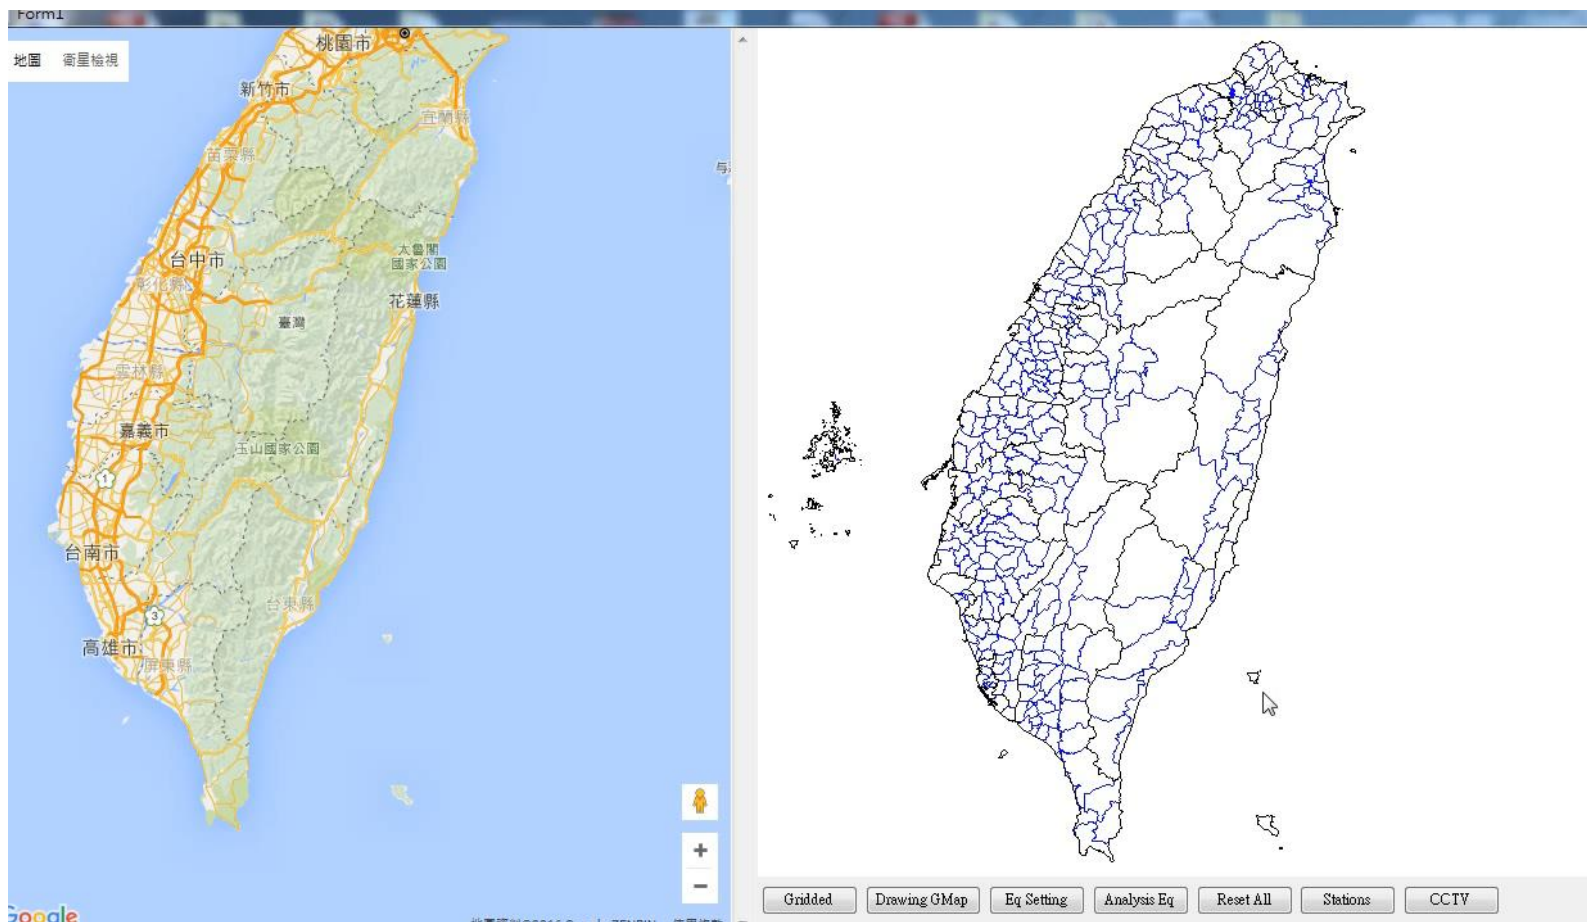 Form1
地圖 衛星檢視
桃園市
新竹市
宜蘭縣
苗栗縣
台中市
太魯閣
國家公園
彰化縣
花蓮縣
臺灣
雲林縣
嘉義市
玉山國家公園
1
台南市
台東縣
3
高雄市
屏東縣
+
−
Google
Gridded Drawing GMap Eq Setting Analysis Eq Reset All Stations CCTV